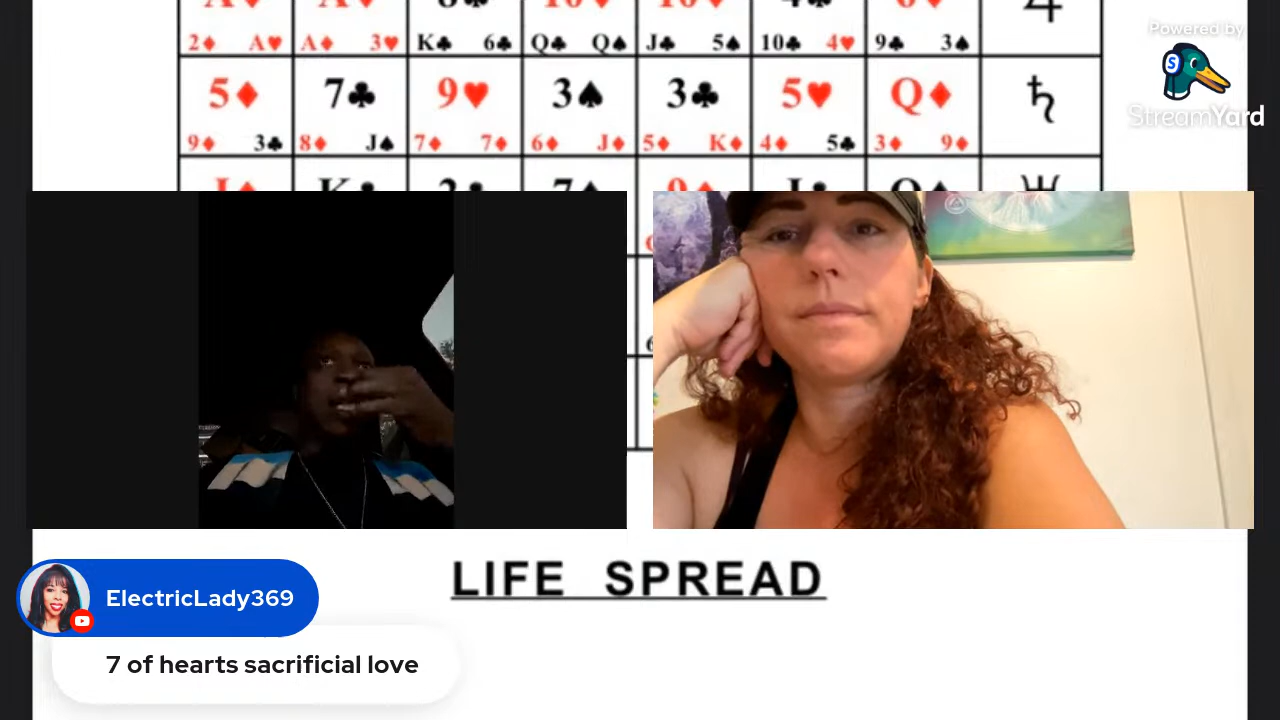 2♦ A♥ A♦ 3♥ K♣ 6♣ Q♣ Q♠ J♣ 5♠ 10♣ 4♥ 9♣ 3♠
5♦ 7♣ 9♥ 3♠ 3♣ 5♥ Q♦ ♄
9♦ 3♣ 8♦ J♠ 7♦ 7♦ 6♦ J♦ 5♦ K♦ 4♦ 5♣ 3♦ 9♦
Powered by
S
StreamYard
LIFE SPREAD
ElectricLady369
7 of hearts sacrificial love